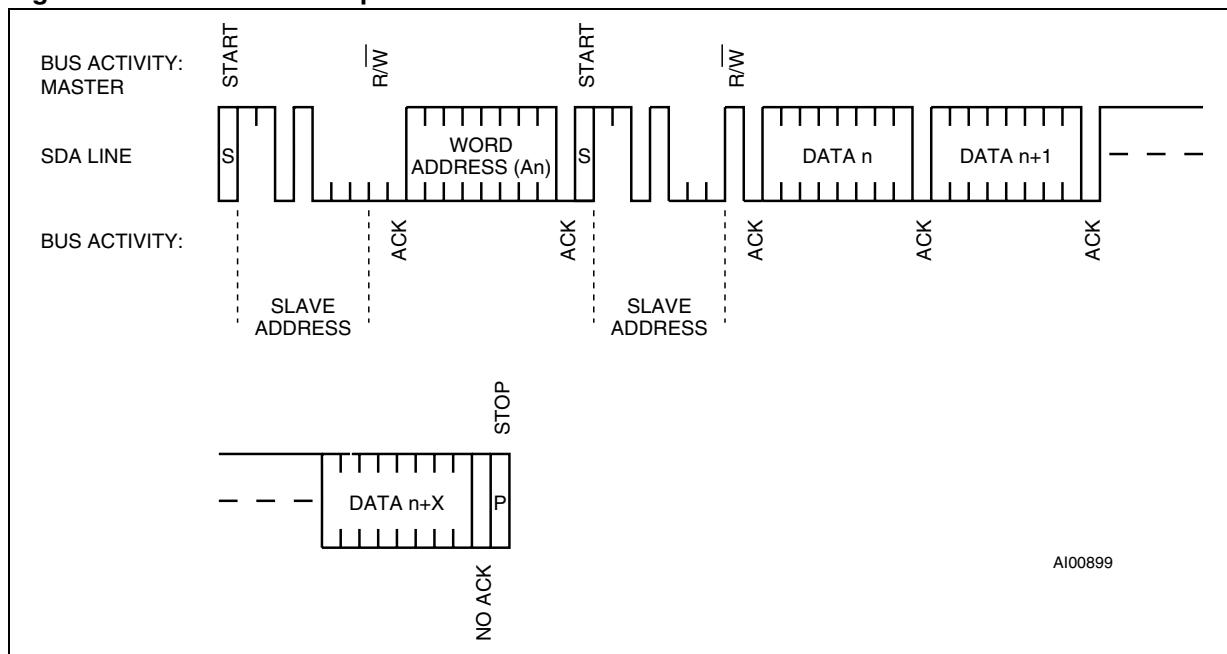 BUS ACTIVITY:
MASTER
START
R/W
START
R/W
SDA LINE
S
WORD
ADDRESS (An)
S
DATA n
DATA n+1
BUS ACTIVITY:
ACK
ACK
ACK
ACK
ACK
SLAVE
ADDRESS
SLAVE
ADDRESS
STOP
DATA n+X
P
NO ACK
AI00899